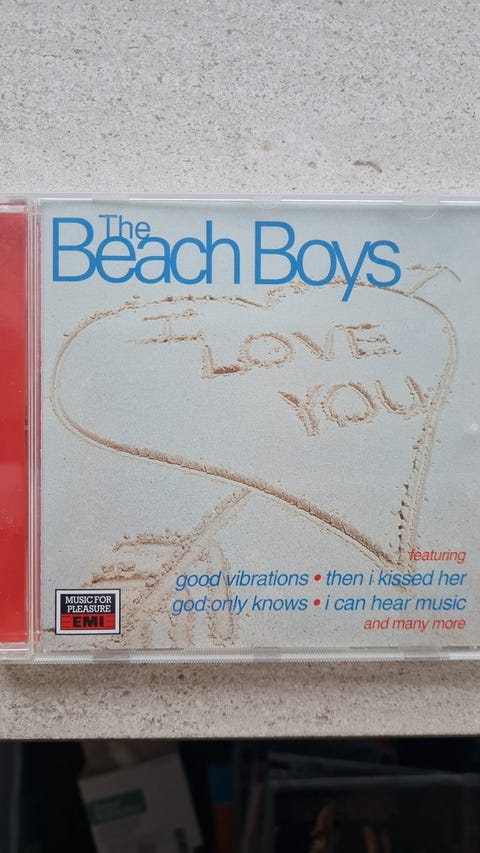 The
Beach Boys
I
LOVE
YOU
featuring
good vibrations • then i kissed her
god only knows • i can hear music
and many more
MUSIC FOR
PLEASURE
EMI